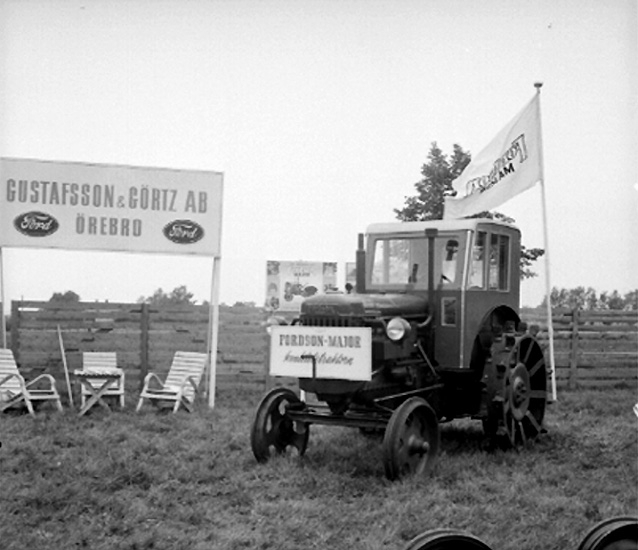 GUSTAFSSON & GÖRTZ AB
Ford ÖREBRO Ford
FORDSON-MAJOR